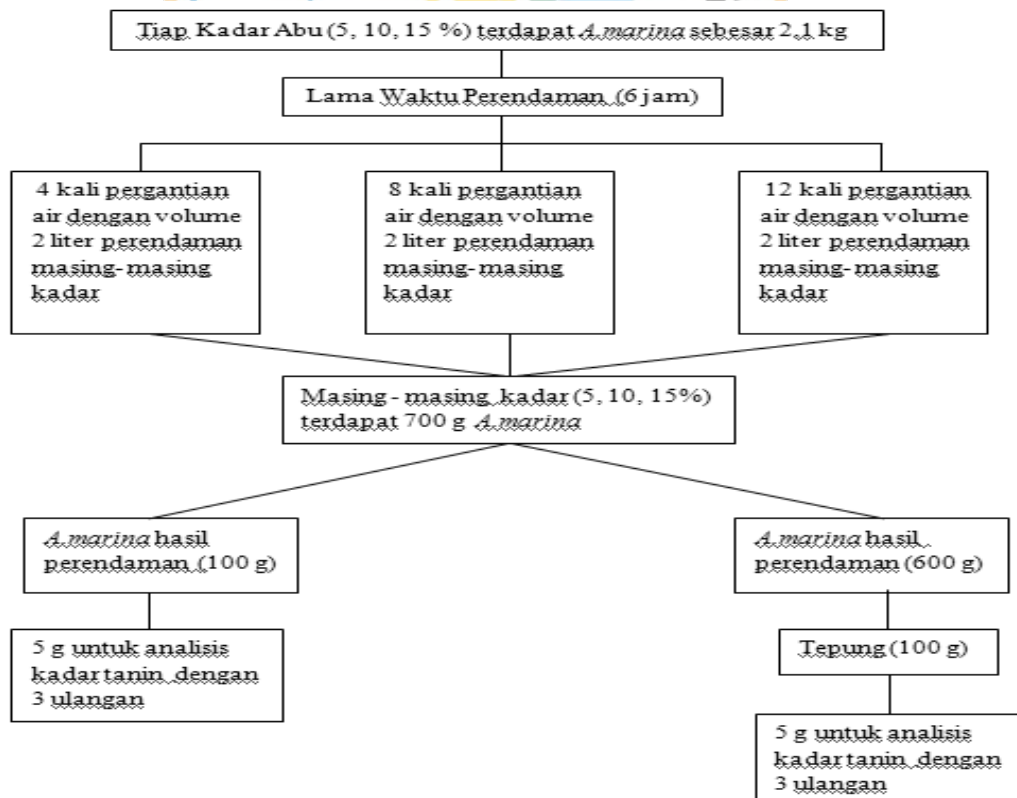 Tiap Kadar Abu (5, 10, 15 %) terdapat A.marina sebesar 2,1 kg
Lama Waktu Perendaman (6 jam)
4 kali pergantian
air dengan volume
2 liter perendaman
masing-masing
kadar
8 kali pergantian
air dengan volume
2 liter perendaman
masing-masing
kadar
12 kali pergantian
air dengan volume
2 liter perendaman
masing-masing
kadar
Masing - masing kadar (5, 10, 15%)
terdapat 700 g A.marina
A.marina hasil
perendaman (100 g)
A.marina hasil
perendaman (600 g)
5 g untuk analisis
kadar tanin dengan
3 ulangan
Tepung (100 g)
5 g untuk analisis
kadar tanin dengan
3 ulangan